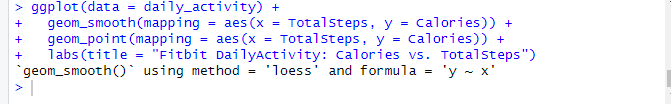 > ggplot(data = daily_activity) +
+   geom_smooth(mapping = aes(x = TotalSteps, y = Calories)) +
+   geom_point(mapping = aes(x = TotalSteps, y = Calories)) +
+   labs(title = "Fitbit DailyActivity: Calories vs. TotalSteps")
`geom_smooth()` using method = 'loess' and formula = 'y ~ x'
>